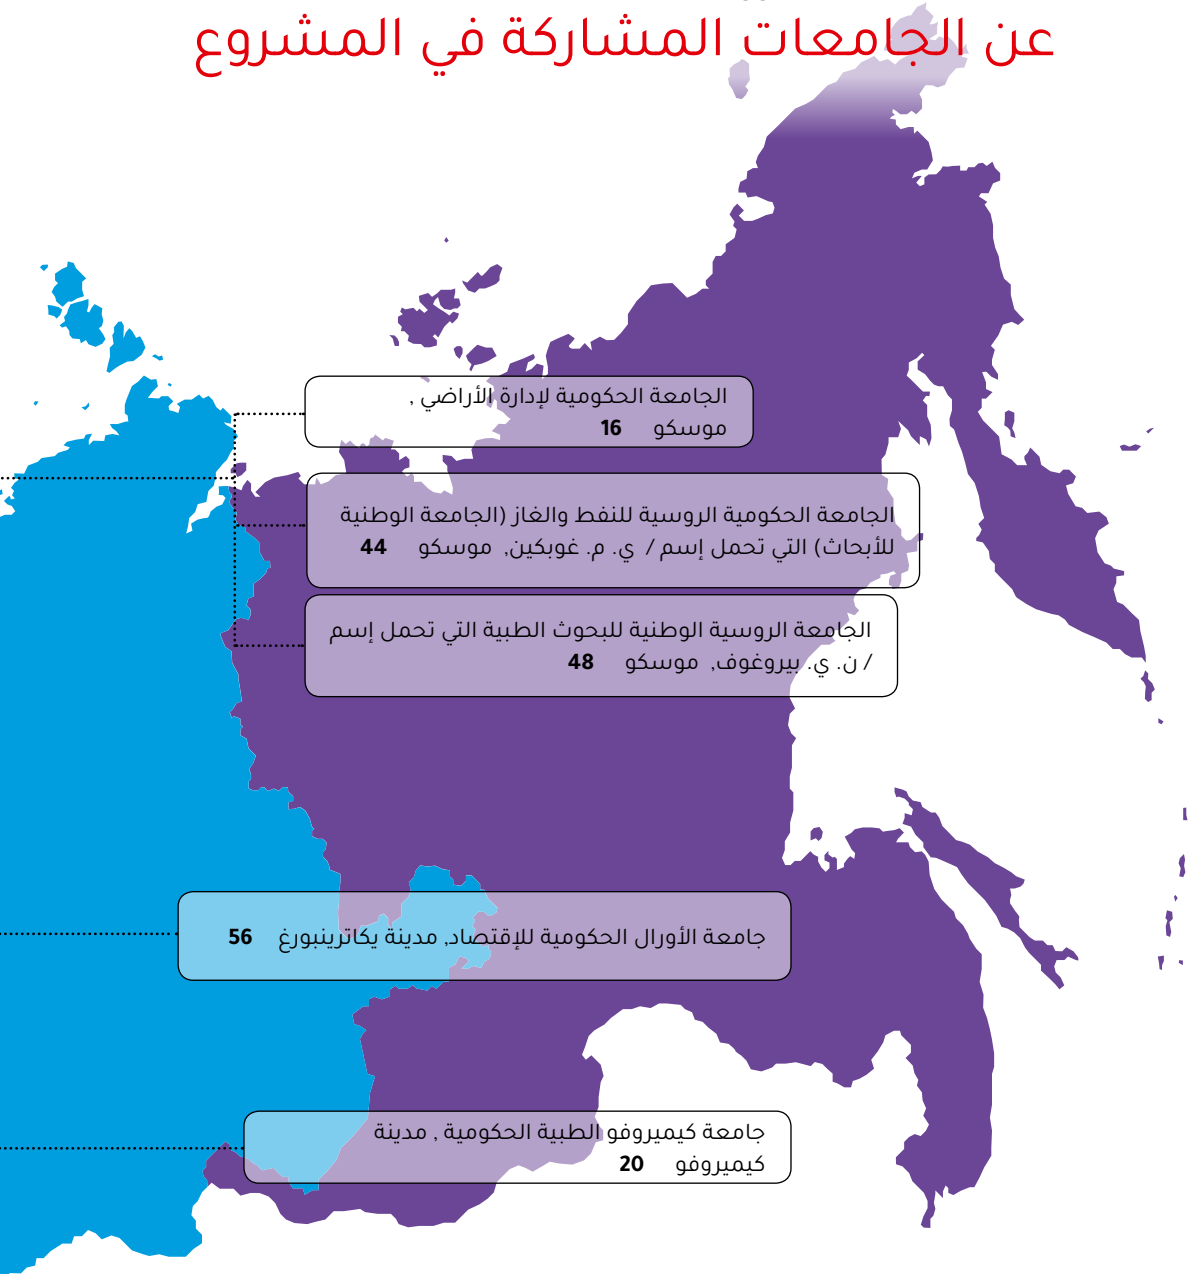 عن الجامعات المشاركة في المشروع
الجامعة الحكومية لإدارة الأراضي ,
موسكو 16
الجامعة الحكومية الروسية للنفط والغاز (الجامعة الوطنية
للأبحاث) التي تحمل إسم / ي. م. غوبكين, موسكو 44
الجامعة الروسية الوطنية للبحوث الطبية التي تحمل إسم
/ ن. ي. بيروغوف, موسكو 48
جامعة الأورال الحكومية للإقتصاد, مدينة يكاترينبورغ 56
جامعة كيميروفو الطبية الحكومية , مدينة
كيميروفو 20